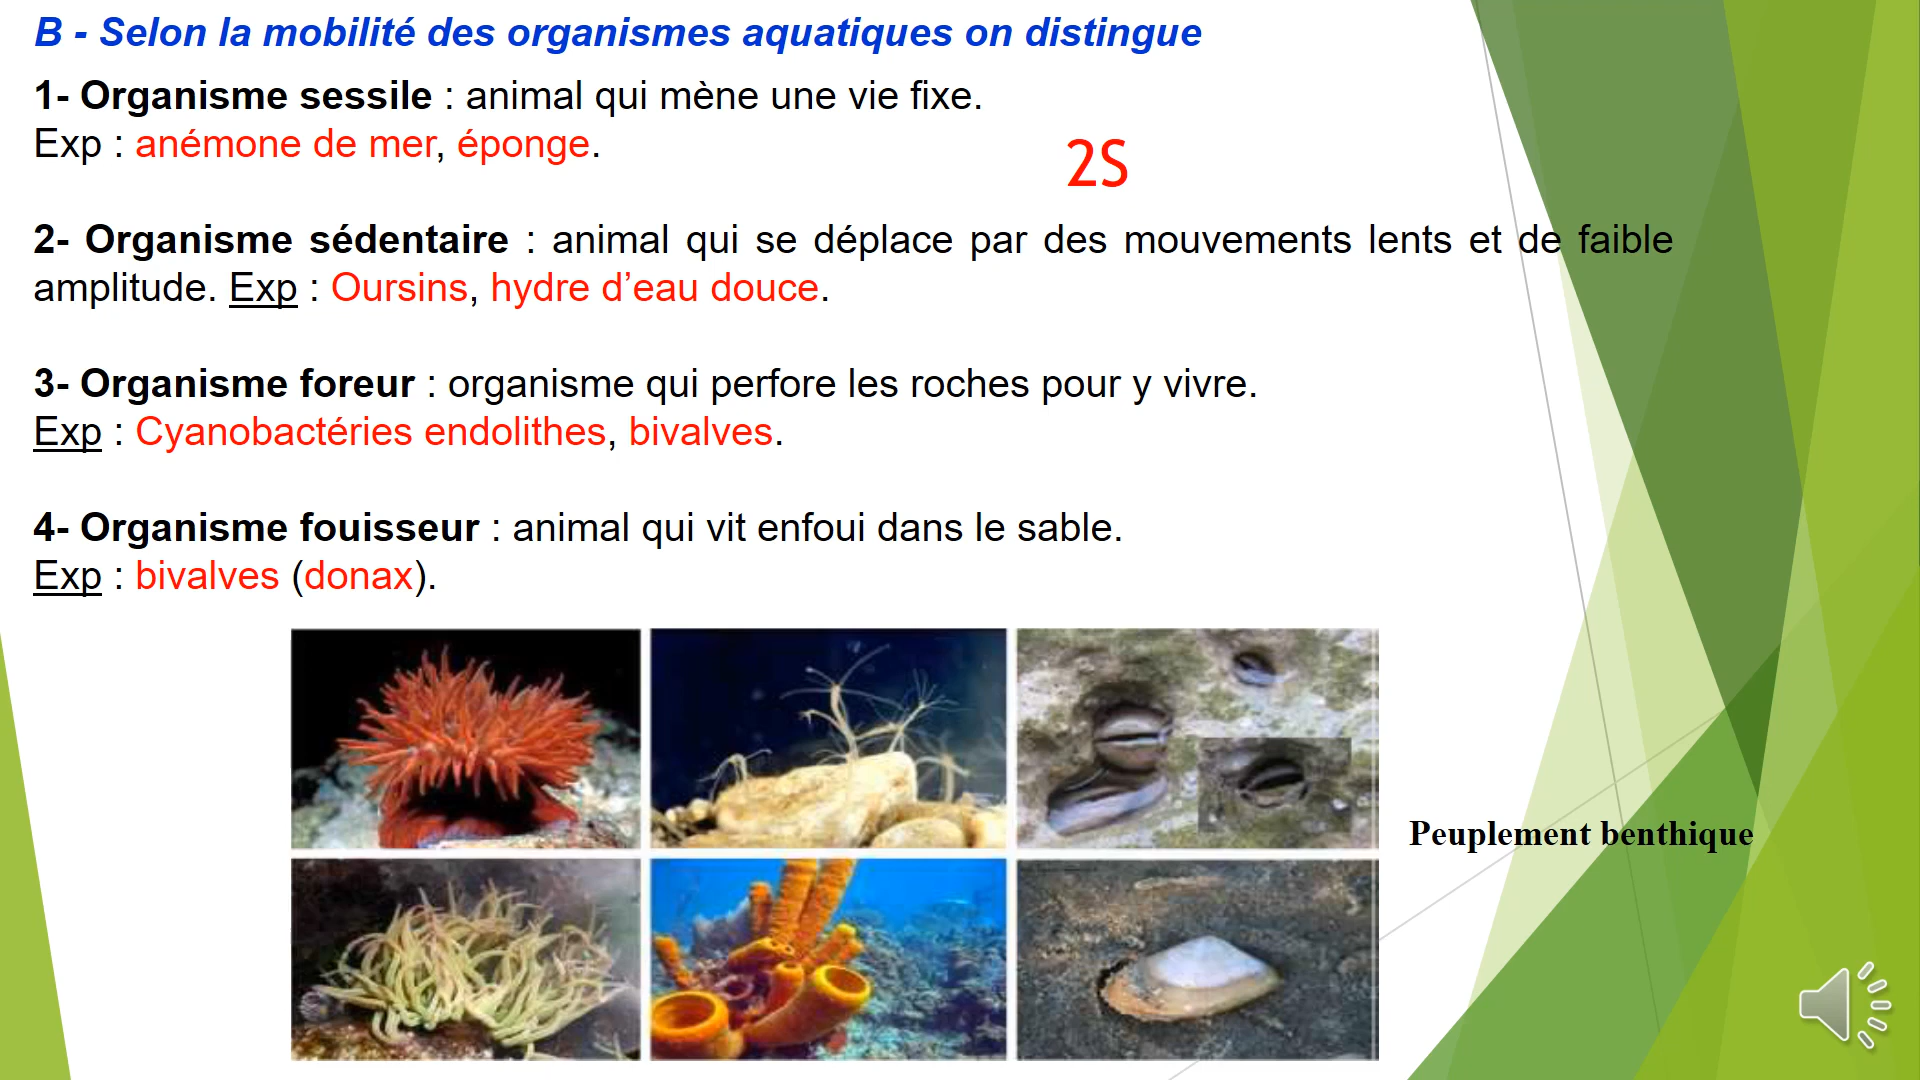 B - Selon la mobilité des organismes aquatiques on distingue
1- Organisme sessile : animal qui mène une vie fixe.
Exp : anémone de mer, éponge.
2S
2- Organisme sédentaire : animal qui se déplace par des mouvements lents et de faible
amplitude. Exp : Oursins, hydre d’eau douce.
3- Organisme foreur : organisme qui perfore les roches pour y vivre.
Exp : Cyanobactéries endolithes, bivalves.
4- Organisme fouisseur : animal qui vit enfoui dans le sable.
Exp : bivalves (donax).
Peuplement benthique